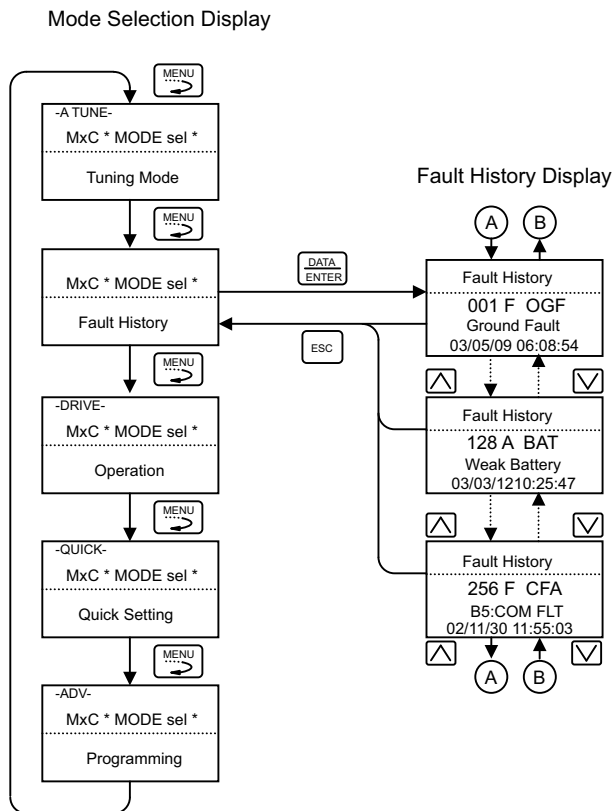 Mode Selection Display
MENU
-A TUNE-
MxC * MODE sel *
Tuning Mode
MENU
MxC * MODE sel *
Fault History
MENU
-DRIVE-
MxC * MODE sel *
Operation
MENU
-QUICK-
MxC * MODE sel *
Quick Setting
MENU
-ADV-
MxC * MODE sel *
Programming
DATA
ENTER
ESC
Fault History Display
A B
Fault History
001 F OGF
Ground Fault
03/05/09 06:08:54
Fault History
128 A BAT
Weak Battery
03/03/1210:25:47
Fault History
256 F CFA
B5:COM FLT
02/11/30 11:55:03
A B